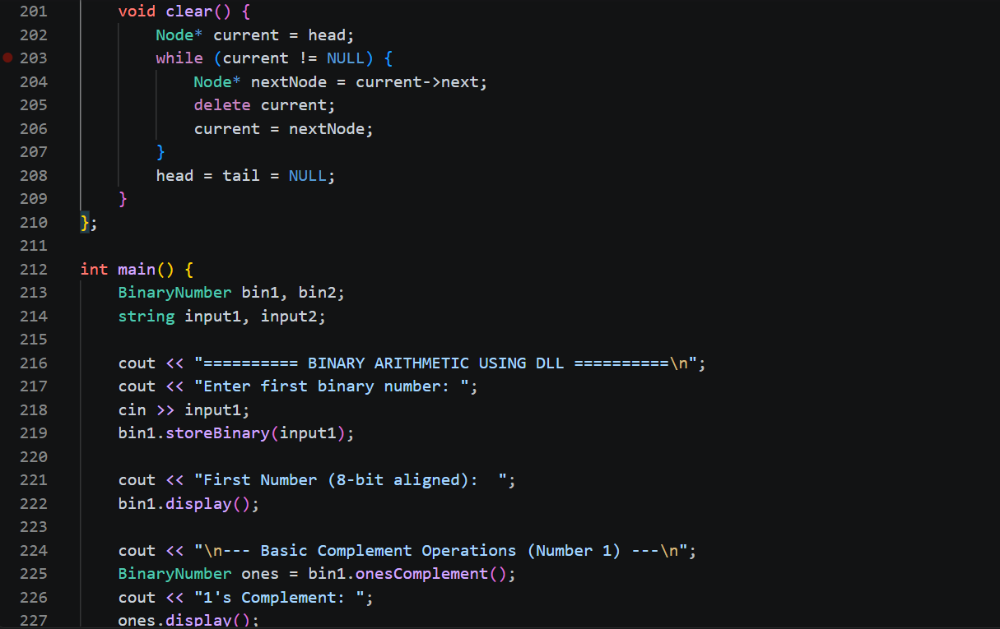 201 void clear() {
202 Node* current = head;
203 while (current != NULL) {
204 Node* nextNode = current->next;
205 delete current;
206 current = nextNode;
207 }
208 head = tail = NULL;
209 }
210 };
211
212 int main() {
213 BinaryNumber bin1, bin2;
214 string input1, input2;
215
216 cout << "========== BINARY ARITHMETIC USING DLL ==========\n";
217 cout << "Enter first binary number: ";
218 cin >> input1;
219 bin1.storeBinary(input1);
220
221 cout << "First Number (8-bit aligned):  ";
222 bin1.display();
223
224 cout << "\n--- Basic Complement Operations (Number 1) ---\n";
225 BinaryNumber ones = bin1.onesComplement();
226 cout << "1's Complement: ";
227 ones.display();